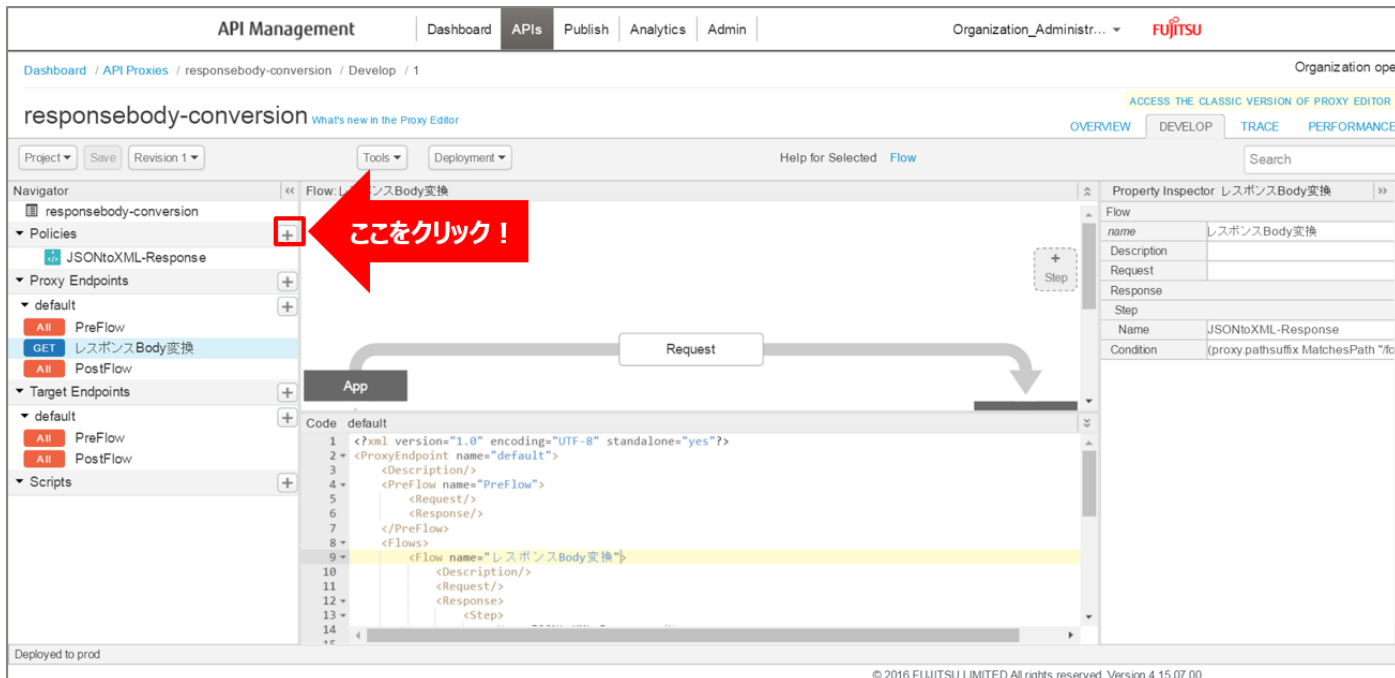 API Management Dashboard APIs Publish Analytics Admin Organization_Administr... FUJITSU
Dashboard / API Proxies / responsebody-conversion / Develop / 1
Organization ope
responsebody-conversion What's new in the Proxy Editor
ACCESS THE CLASSIC VERSION OF PROXY EDITOR
OVERVIEW DEVELOP TRACE PERFORMANCE
Project Save Revision 1 Tools Deployment Help for Selected Flow Search
Navigator
responsebody-conversion
Policies
JSONtoXML-Response
Proxy Endpoints
default
All PreFlow
GET レスポンスBody変換
All PostFlow
Target Endpoints
default
All PreFlow
All PostFlow
Scripts
Flow:レスポンスBody変換
ここをクリック！
+
Step
Request
App
Code default
1 <?xml version="1.0" encoding="UTF-8" standalone="yes"?>
2 <ProxyEndpoint name="default">
3 <Description/>
4 <PreFlow name="PreFlow">
5 <Request/>
6 <Response/>
7 </PreFlow>
8 <Flows>
9 <Flow name="レスポンスBody変換">
10 <Description/>
11 <Request/>
12 <Response>
13 <Step>
14
Property Inspector レスポンスBody変換
Flow
name レスポンスBody変換
Description
Request
Response
Step
Name JSONtoXML-Response
Condition (proxy.pathsuffix MatchesPath "/fo
Deployed to prod
© 2016 FUJITSU LIMITED All rights reserved. Version 4.15.07.00